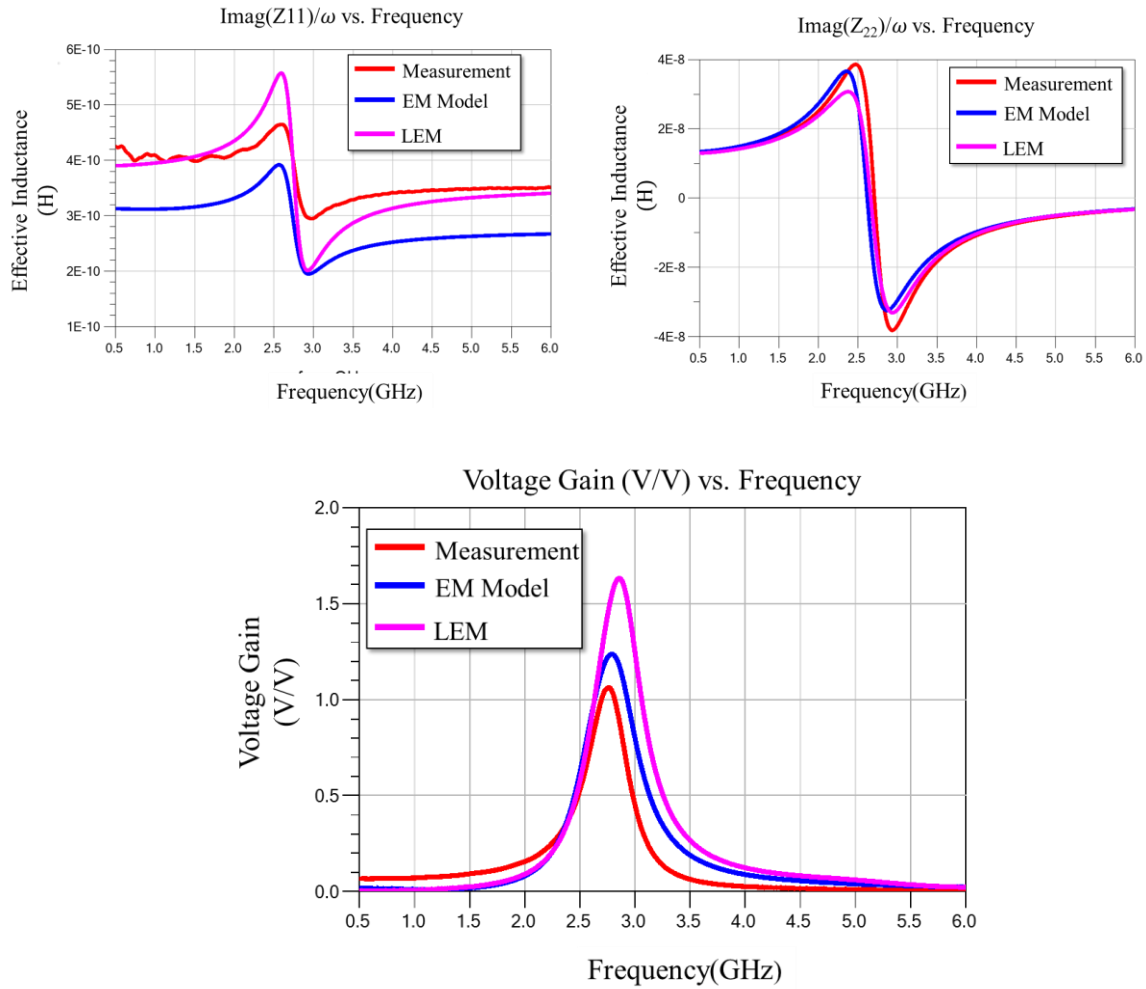 Imag(Z11)/ω vs. Frequency
6E-10
5E-10
4E-10
3E-10
2E-10
1E-10
Effective Inductance
(H)
Measurement
EM Model
LEM
0.5 1.0 1.5 2.0 2.5 3.0 3.5 4.0 4.5 5.0 5.5 6.0
Frequency(GHz)
Imag(Z₂₂)/ω vs. Frequency
4E-8
2E-8
0
-2E-8
-4E-8
Effective Inductance
(H)
Measurement
EM Model
LEM
0.5 1.0 1.5 2.0 2.5 3.0 3.5 4.0 4.5 5.0 5.5 6.0
Frequency(GHz)
Voltage Gain (V/V) vs. Frequency
2.0
1.5
1.0
0.5
0.0
Voltage Gain
(V/V)
Measurement
EM Model
LEM
0.5 1.0 1.5 2.0 2.5 3.0 3.5 4.0 4.5 5.0 5.5 6.0
Frequency(GHz)